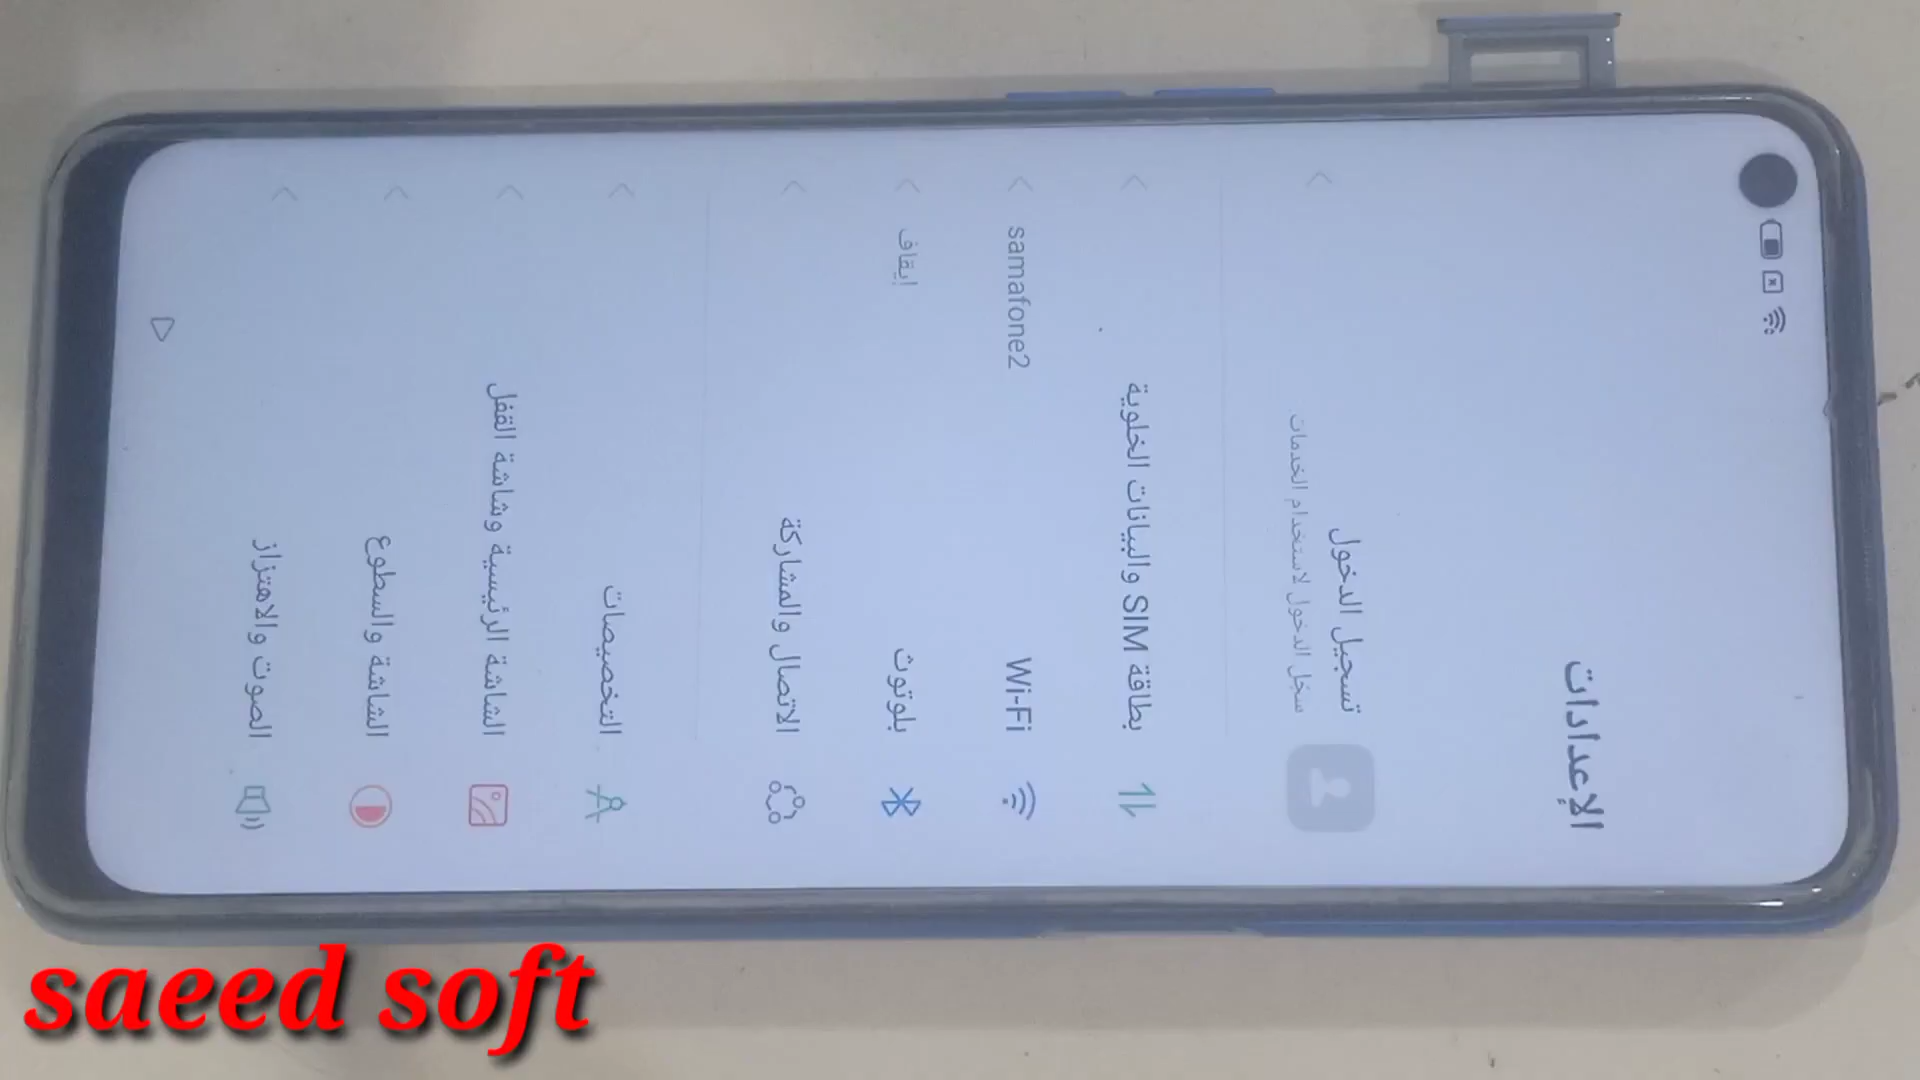 الإعدادات
تسجيل الدخول
سجّل الدخول لاستخدام الخدمات
بطاقة SIM والبيانات الخلوية
Wi-Fi samafone2
بلوتوث إيقاف
الاتصال والمشاركة
التخصيصات
الشاشة الرئيسية وشاشة القفل
الشاشة والسطوع
الصوت والاهتزاز
saeed soft